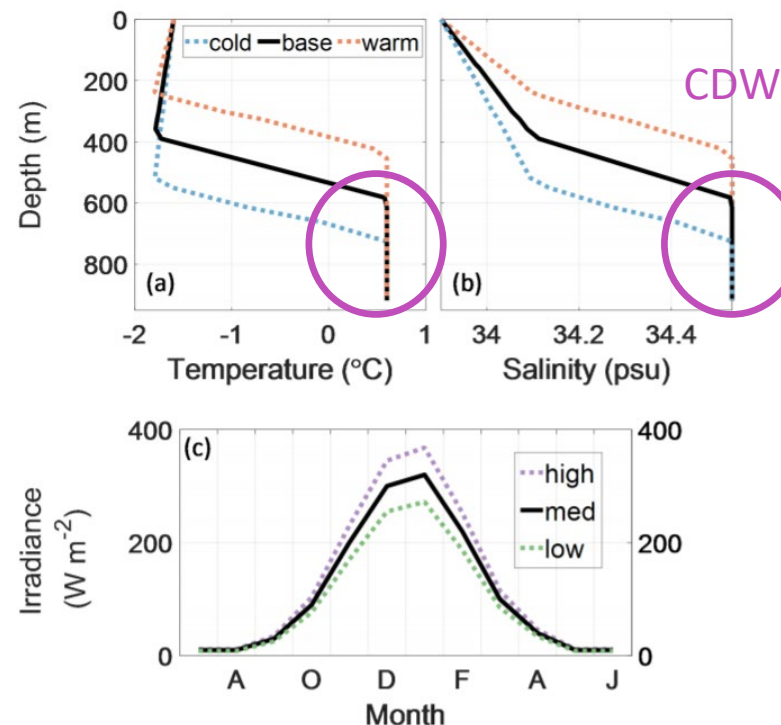 0
200
400
600
800
Depth (m)
cold base warm
(a)
-2 -1 0 1
Temperature (°C)
CDW
(b)
34 34.2 34.4
Salinity (psu)
400
200
0
Irradiance
(W m-2)
(c)
high
med
low
400
200
0
A O D F A J
Month